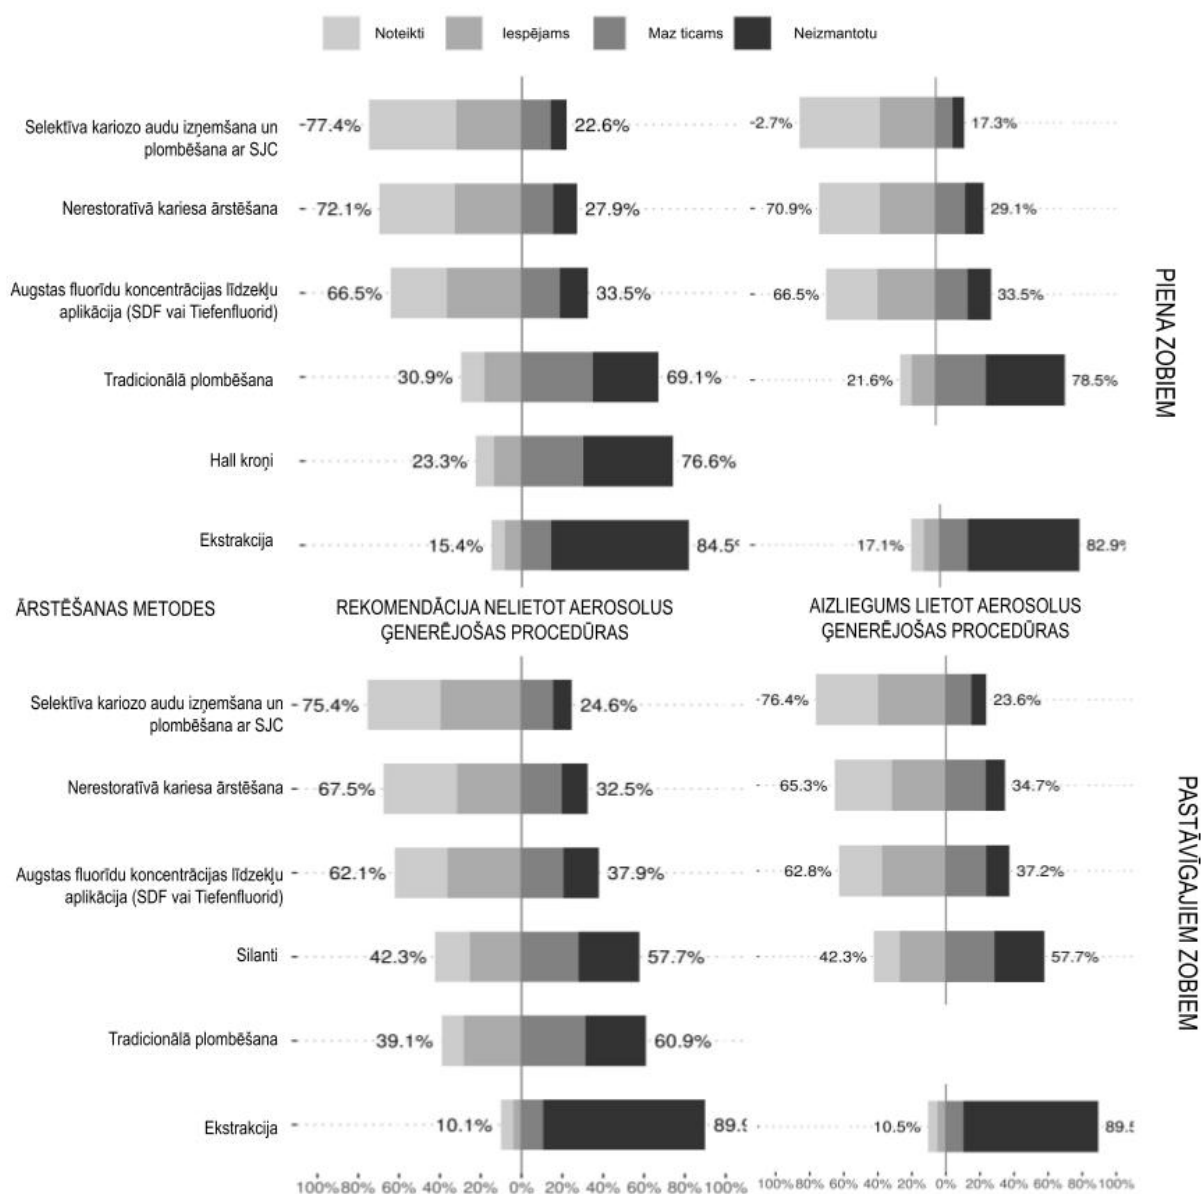 Noteikti Iespējams Maz ticams Neizmantotu
Selektīva kariozo audu izņemšana un
plombēšana ar SJC
-77.4% 22.6% -2.7% 17.3%
Nerestoratīvā kariesa ārstēšana
72.1% 27.9% 70.9% 29.1%
Augstas fluorīdu koncentrācijas līdzekļu
aplikācija (SDF vai Tiefenfluorid)
66.5% 33.5% 66.5% 33.5%
Tradicionālā plombēšana
30.9% 69.1% 21.6% 78.5%
Hall kroņi
23.3% 76.6%
Ekstrakcija
15.4% 84.5% 17.1% 82.9%
PIENA ZOBIEM
ĀRSTĒŠANAS METODES
REKOMENDĀCIJA NELIETOT AEROSOLUS
ĢENERĒJOŠAS PROCEDŪRAS
AIZLIEGUMS LIETOT AEROSOLUS
ĢENERĒJOŠAS PROCEDŪRAS
Selektīva kariozo audu izņemšana un
plombēšana ar SJC
75.4% 24.6% -76.4% 23.6%
Nerestoratīvā kariesa ārstēšana
67.5% 32.5% 65.3% 34.7%
Augstas fluorīdu koncentrācijas līdzekļu
aplikācija (SDF vai Tiefenfluorid)
62.1% 37.9% 62.8% 37.2%
Silanti
42.3% 57.7% 42.3% 57.7%
Tradicionālā plombēšana
39.1% 60.9%
Ekstrakcija
10.1% 10.5%
PASTĀVĪGAJIEM ZOBIEM
100% 80% 60% 40% 20% 0% 20% 40% 60% 80% 100%
100% 80% 60% 40% 20% 0% 20% 40% 60% 80% 100%